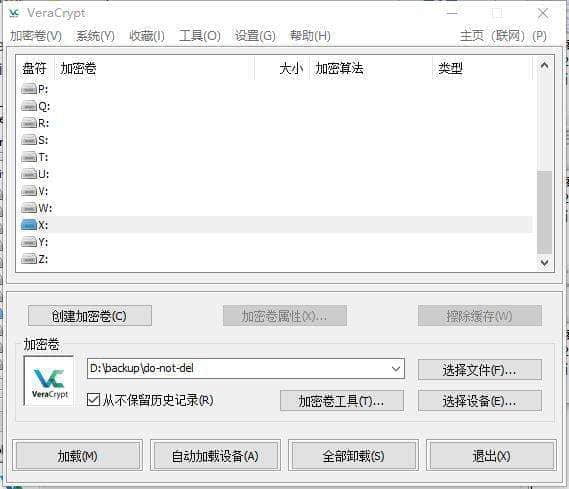 VeraCrypt
加密卷(V) 系统(Y) 收藏(I) 工具(O) 设置(G) 帮助(H) 主页 (联网) (P)
盘符 加密卷 大小 加密算法 类型
P:
Q:
R:
S:
T:
U:
V:
W:
X:
Y:
Z:
创建加密卷(C) 加密卷属性(X)... 擦除缓存(W)
加密卷
D:\backup\do-not-del 选择文件(F)...
VeraCrypt
从不保留历史记录(R) 加密卷工具(T)... 选择设备(E)...
加载(M) 自动加载设备(A) 全部卸载(S) 退出(X)